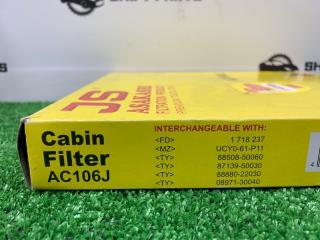 JS
ASAKASHI
Cabin
Filter
AC106J
INTERCHANGEABLE WITH:
<FD> 1 718 237
<MZ> UCY0-61-P11
<TY> 88508-50060
<TY> 87139-50030
<TY> 88880-22030
<TY> 08971-30040